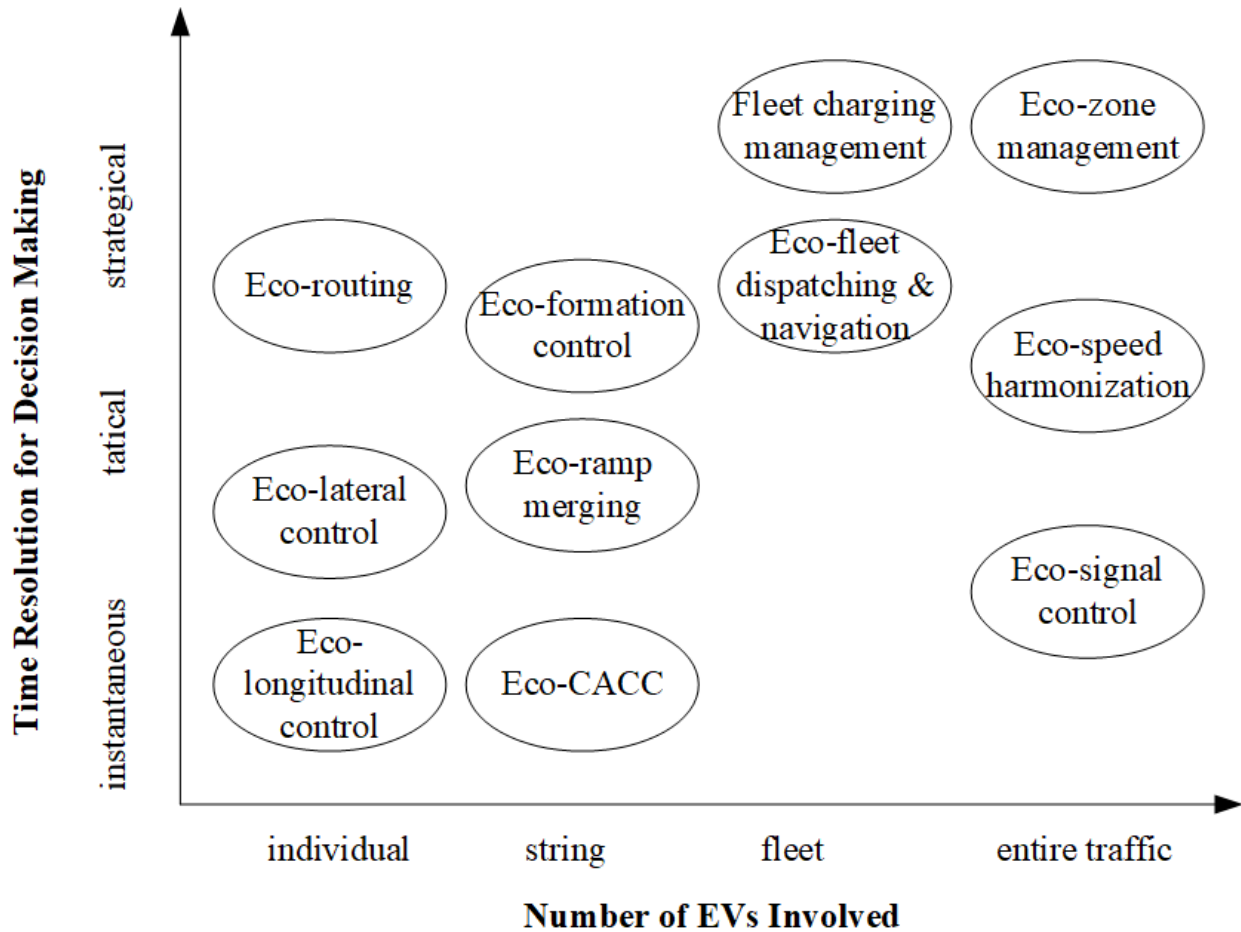 Time Resolution for Decision Making
strategical
tatical
instantaneous
Fleet charging
management
Eco-zone
management
Eco-routing
Eco-formation
control
Eco-fleet
dispatching &
navigation
Eco-speed
harmonization
Eco-lateral
control
Eco-ramp
merging
Eco-signal
control
Eco-
longitudinal
control
Eco-CACC
individual
string
fleet
entire traffic
Number of EVs Involved